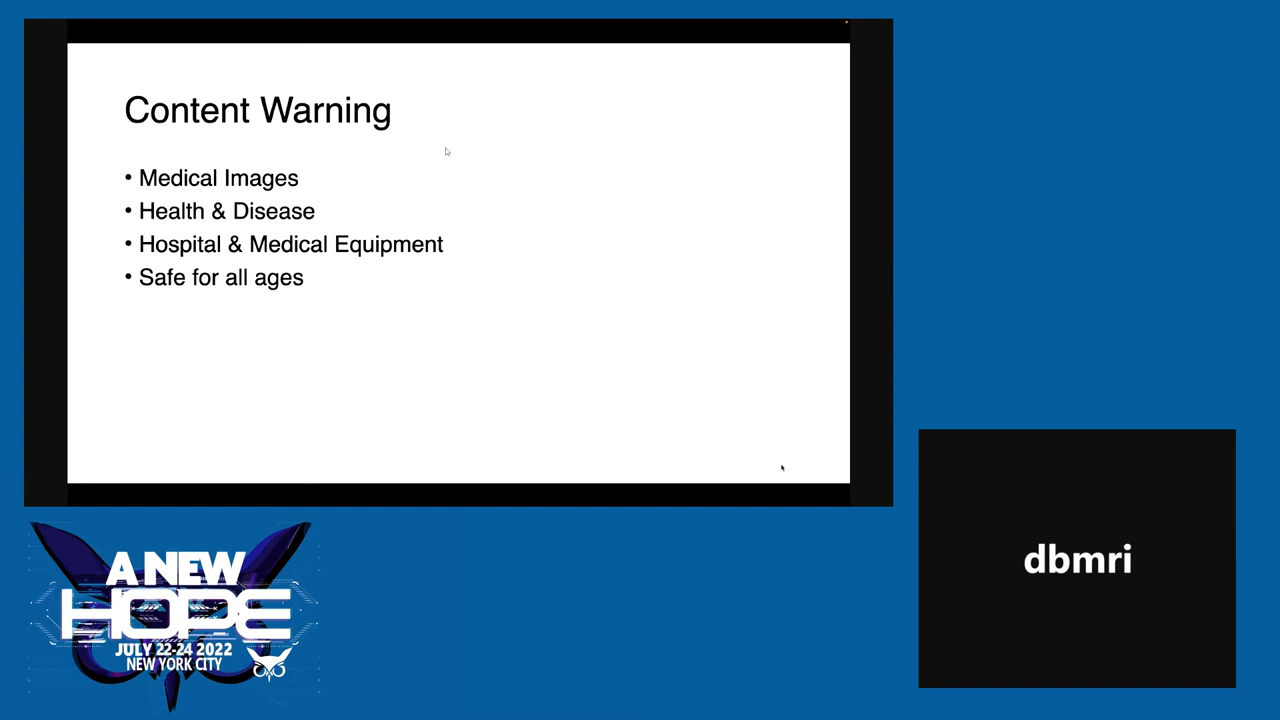 Content Warning
• Medical Images
• Health & Disease
• Hospital & Medical Equipment
• Safe for all ages
dbmri
A NEW
HOPE
JULY 22-24 2022
NEW YORK CITY